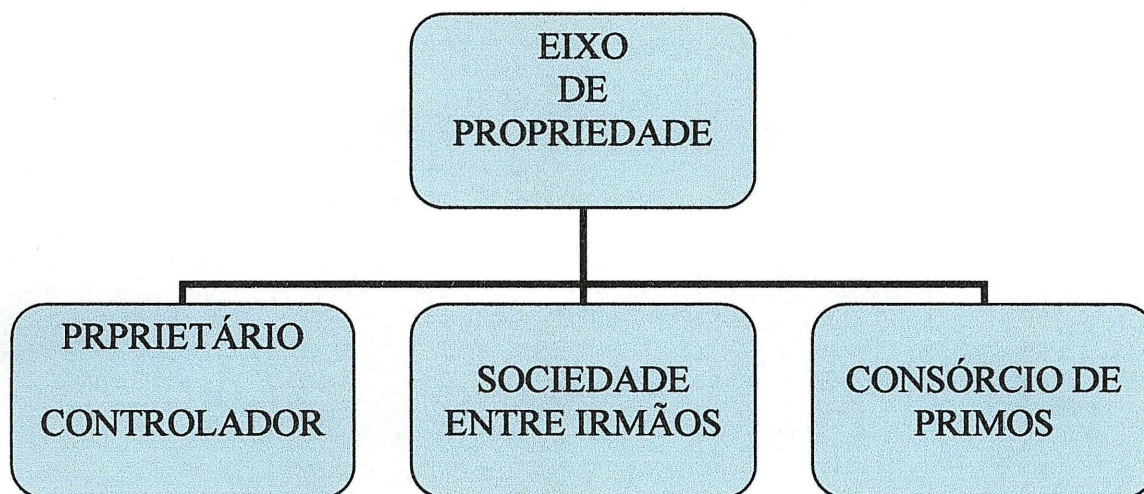 EIXO
DE
PROPRIEDADE
PRPRIETÁRIO
CONTROLADOR
SOCIEDADE
ENTRE IRMÃOS
CONSÓRCIO DE
PRIMOS